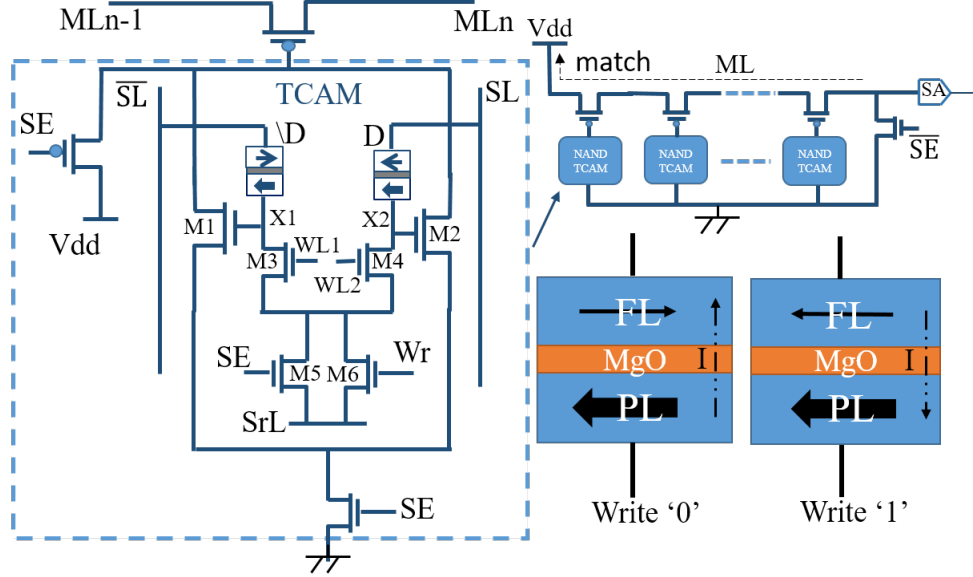 MLn-1
MLn
TCAM
S̅L̅
SL
SE
\D
D
Vdd
X1
X2
M1
M2
M3
WL1
WL2
M4
SE
M5
M6
Wr
SrL
SE
Vdd
match
ML
SA
S̅E̅
NAND
TCAM
NAND
TCAM
NAND
TCAM
FL
MgO
I
PL
Write ‘0’
FL
MgO
I
PL
Write ‘1’